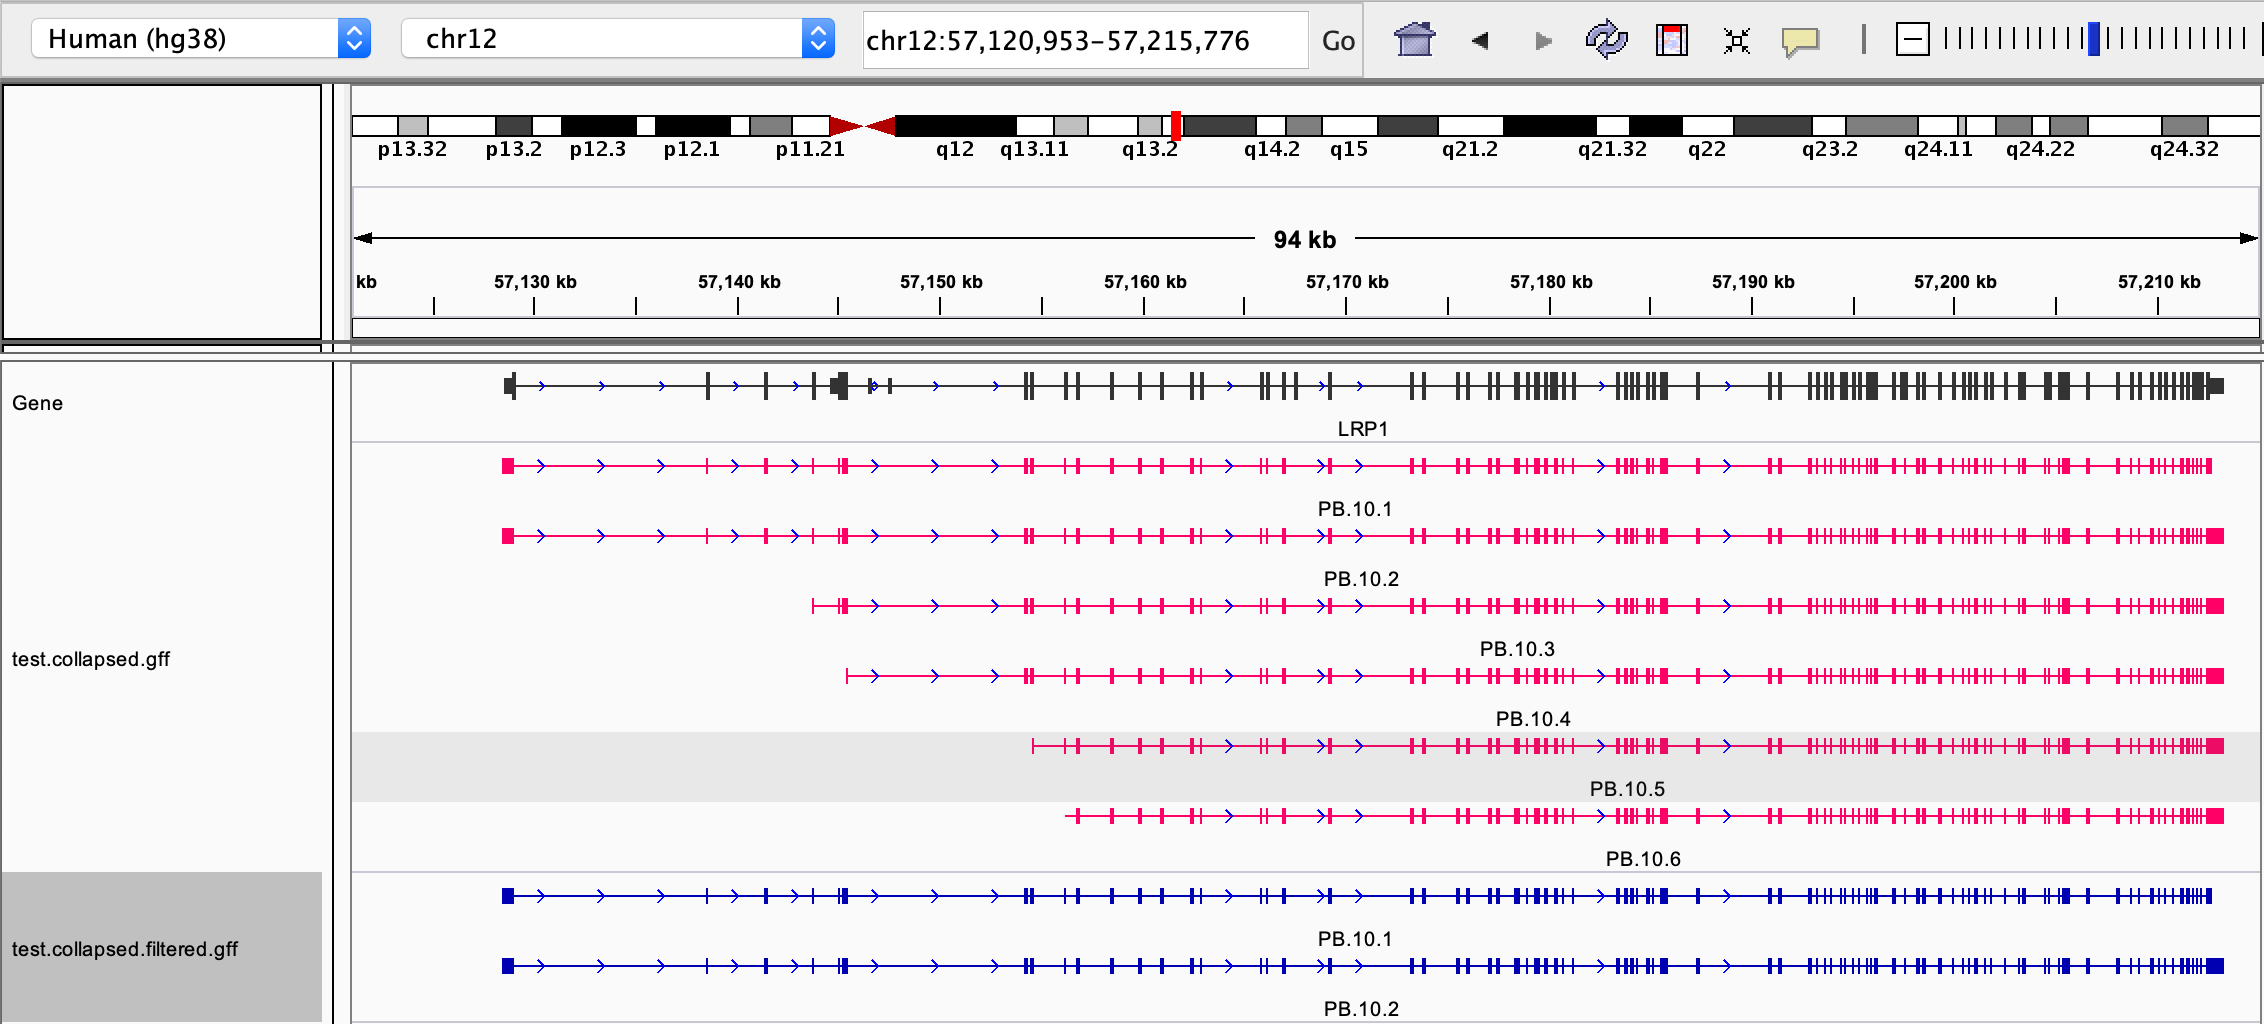 Human (hg38) chr12 chr12:57,120,953-57,215,776 Go
p13.32 p13.2 p12.3 p12.1 p11.21 q12 q13.11 q13.2 q14.2 q15 q21.2 q21.32 q22 q23.2 q24.11 q24.22 q24.32
94 kb
kb 57,130 kb 57,140 kb 57,150 kb 57,160 kb 57,170 kb 57,180 kb 57,190 kb 57,200 kb 57,210 kb
Gene
LRP1
PB.10.1
PB.10.2
PB.10.3
test.collapsed.gff
PB.10.4
PB.10.5
PB.10.6
PB.10.1
test.collapsed.filtered.gff
PB.10.2